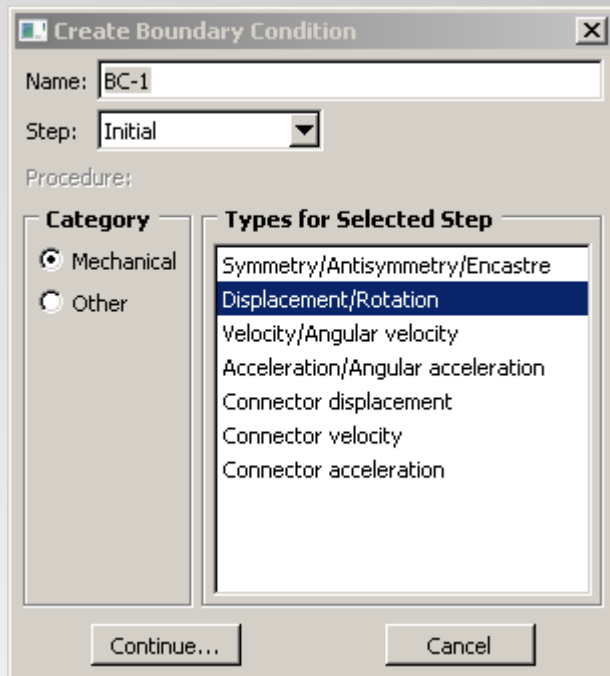 Create Boundary Condition
Name: BC-1
Step: Initial
Procedure:
Category
Mechanical
Other
Types for Selected Step
Symmetry/Antisymmetry/Encastre
Displacement/Rotation
Velocity/Angular velocity
Acceleration/Angular acceleration
Connector displacement
Connector velocity
Connector acceleration
Continue...
Cancel